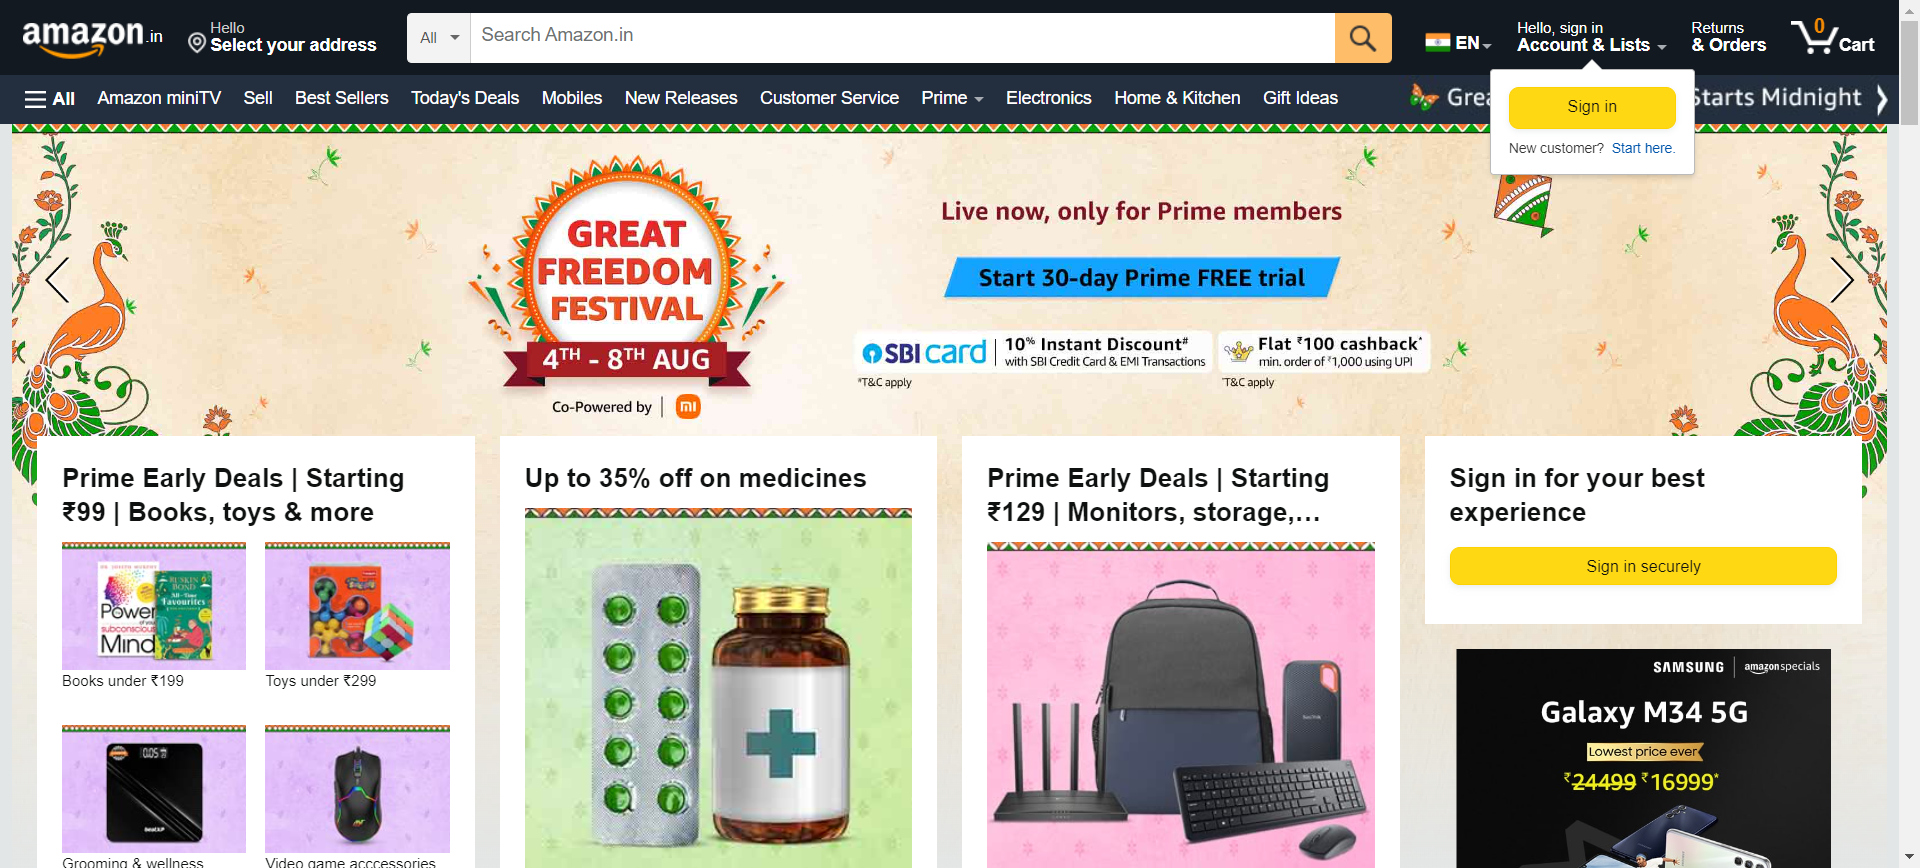 amazon.in
Hello
Select your address
All
Search Amazon.in
EN
Hello, sign in
Account & Lists
Returns
& Orders
0
Cart
All
Amazon miniTV
Sell
Best Sellers
Today's Deals
Mobiles
New Releases
Customer Service
Prime
Electronics
Home & Kitchen
Gift Ideas
Starts Midnight
Sign in
New customer? Start here.
GREAT
FREEDOM
FESTIVAL
4TH - 8TH AUG
Co-Powered by
mi
Live now, only for Prime members
Start 30-day Prime FREE trial
SBI card
10% Instant Discount#
with SBI Credit Card & EMI Transactions
#T&C apply
Flat ₹100 cashback*
min. order of ₹1,000 using UPI
*T&C apply
Prime Early Deals | Starting
₹99 | Books, toys & more
DR. JOSEPH MURPHY
Power
of your
subconscious
Mind
RUSKIN
BOND
All-Time
Favourites
Books under ₹199
Toys under ₹299
0.05
beatXP
Grooming & wellness
Video game acccessories
Up to 35% off on medicines
Prime Early Deals | Starting
₹129 | Monitors, storage,...
SanDisk
Sign in for your best
experience
Sign in securely
SAMSUNG
amazonspecials
Galaxy M34 5G
Lowest price ever
₹24499 ₹16999*